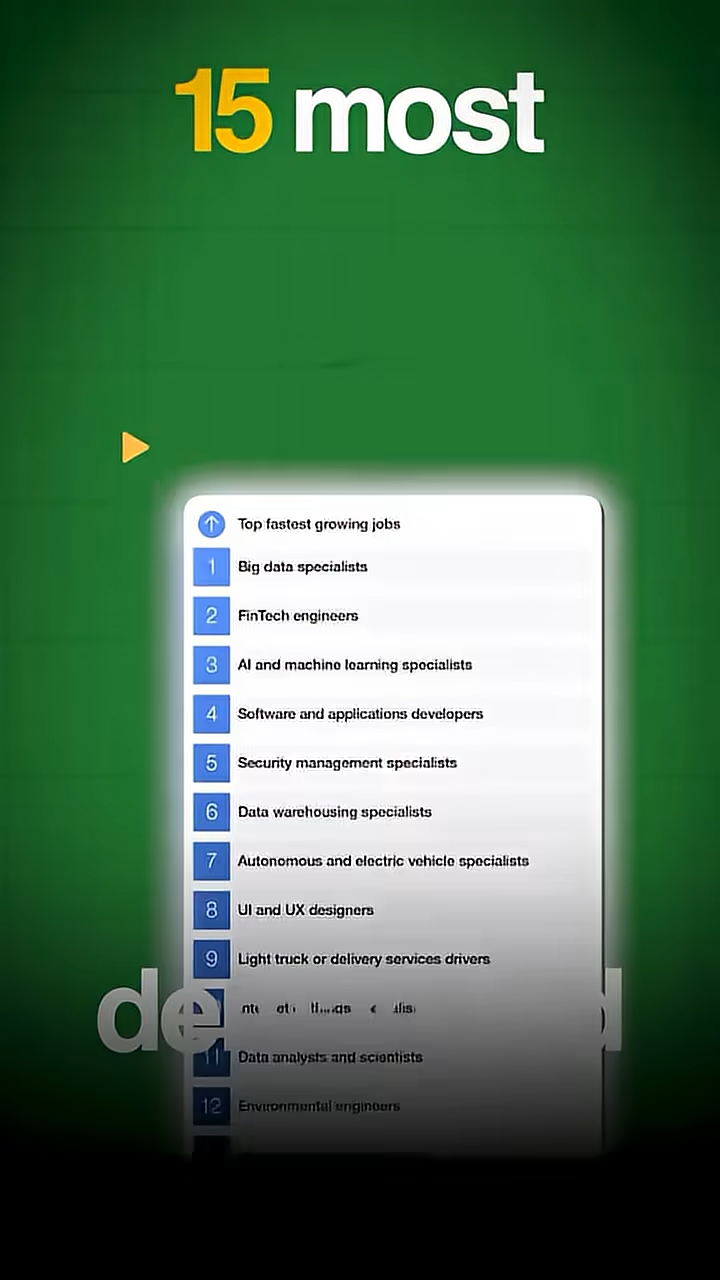 15 most
Top fastest growing jobs
1 Big data specialists
2 FinTech engineers
3 AI and machine learning specialists
4 Software and applications developers
5 Security management specialists
6 Data warehousing specialists
7 Autonomous and electric vehicle specialists
8 UI and UX designers
9 Light truck or delivery services drivers
11 Data analysts and scientists
12 Environmental engineers